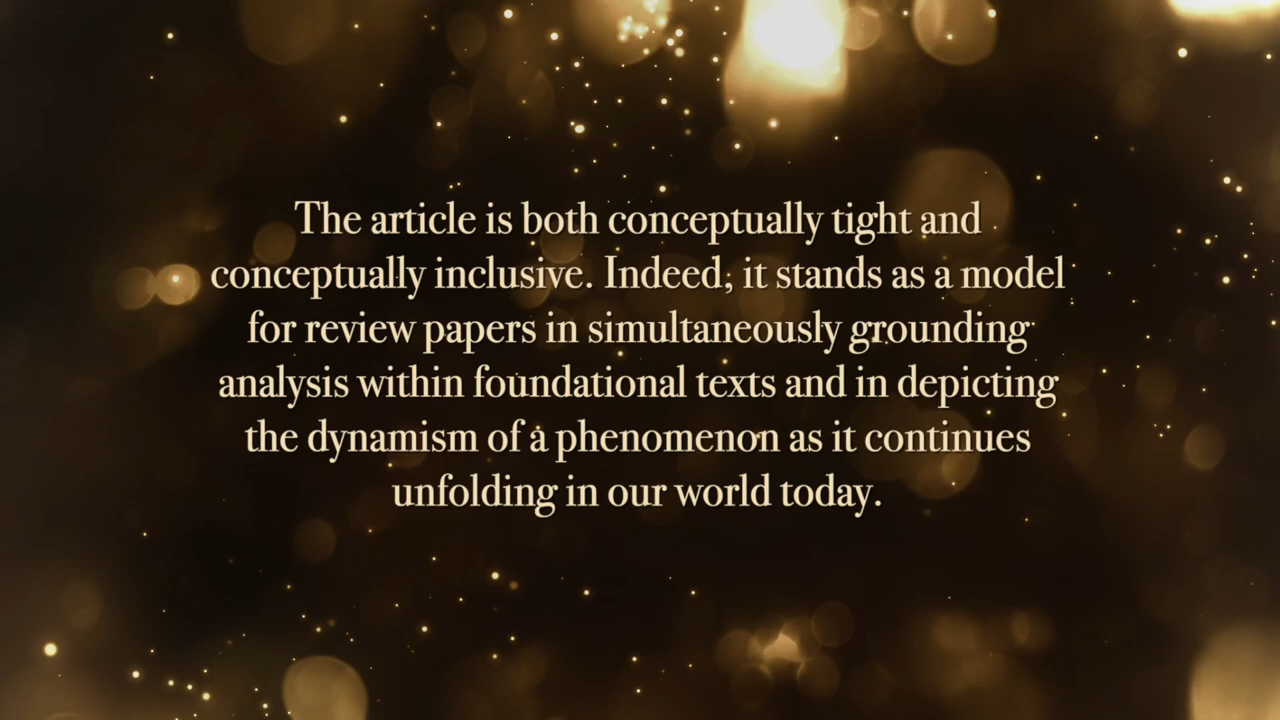 The article is both conceptually tight and
conceptually inclusive. Indeed, it stands as a model
for review papers in simultaneously grounding
analysis within foundational texts and in depicting
the dynamism of a phenomenon as it continues
unfolding in our world today.